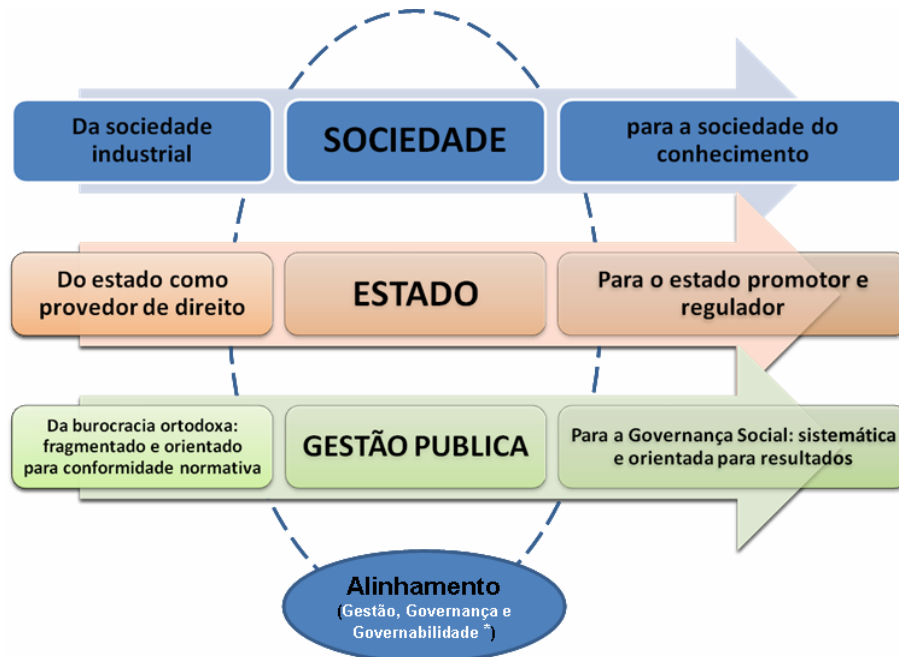 Da sociedade
industrial
SOCIEDADE
para a sociedade do
conhecimento
Do estado como
provedor de direito
ESTADO
Para o estado promotor e
regulador
Da burocracia ortodoxa:
fragmentado e orientado
para conformidade normativa
GESTÃO PUBLICA
Para a Governança Social: sistemática
e orientada para resultados
Alinhamento
(Gestão, Governança e
Governabilidade *)